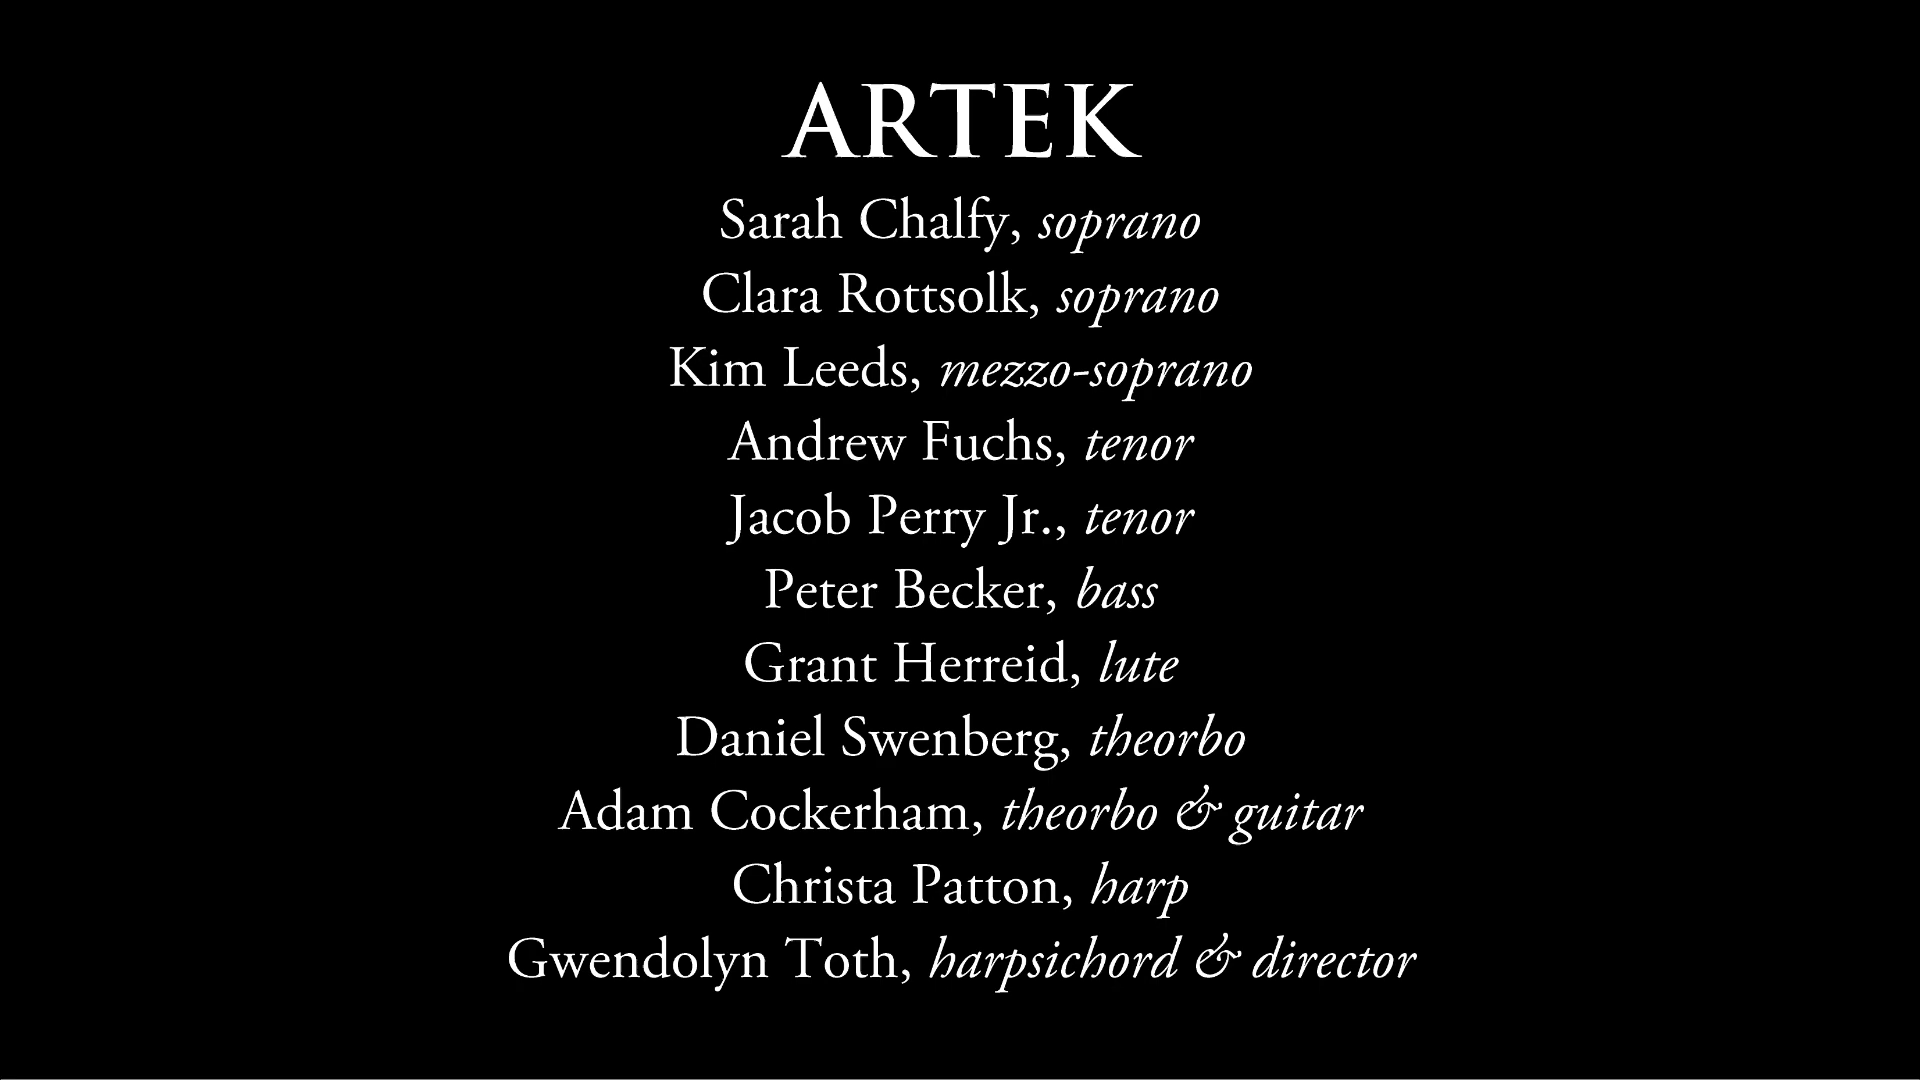 ARTEK
Sarah Chalfy, soprano
Clara Rottsolk, soprano
Kim Leeds, mezzo-soprano
Andrew Fuchs, tenor
Jacob Perry Jr., tenor
Peter Becker, bass
Grant Herreid, lute
Daniel Swenberg, theorbo
Adam Cockerham, theorbo & guitar
Christa Patton, harp
Gwendolyn Toth, harpsichord & director